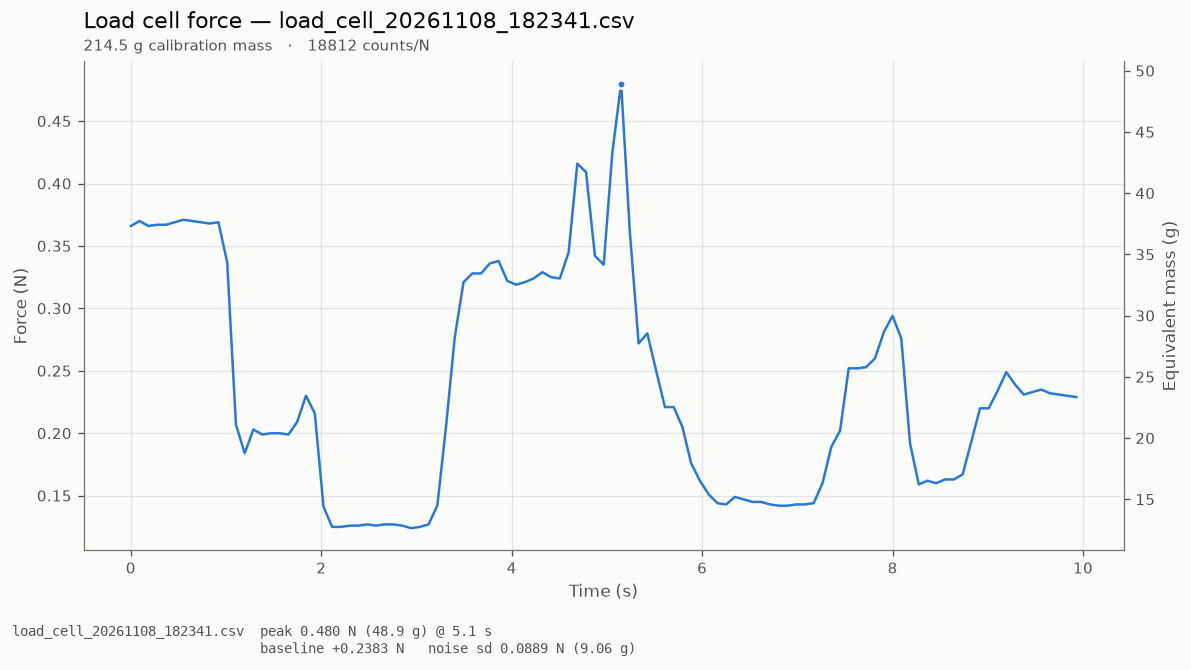 Load cell force — load_cell_20261108_182341.csv
214.5 g calibration mass · 18812 counts/N
0.45
0.40
0.35
0.30
0.25
0.20
0.15
Force (N)
50
45
40
35
30
25
20
15
Equivalent mass (g)
0 2 4 6 8 10
Time (s)
load_cell_20261108_182341.csv peak 0.480 N (48.9 g) @ 5.1 s
baseline +0.2383 N noise sd 0.0889 N (9.06 g)